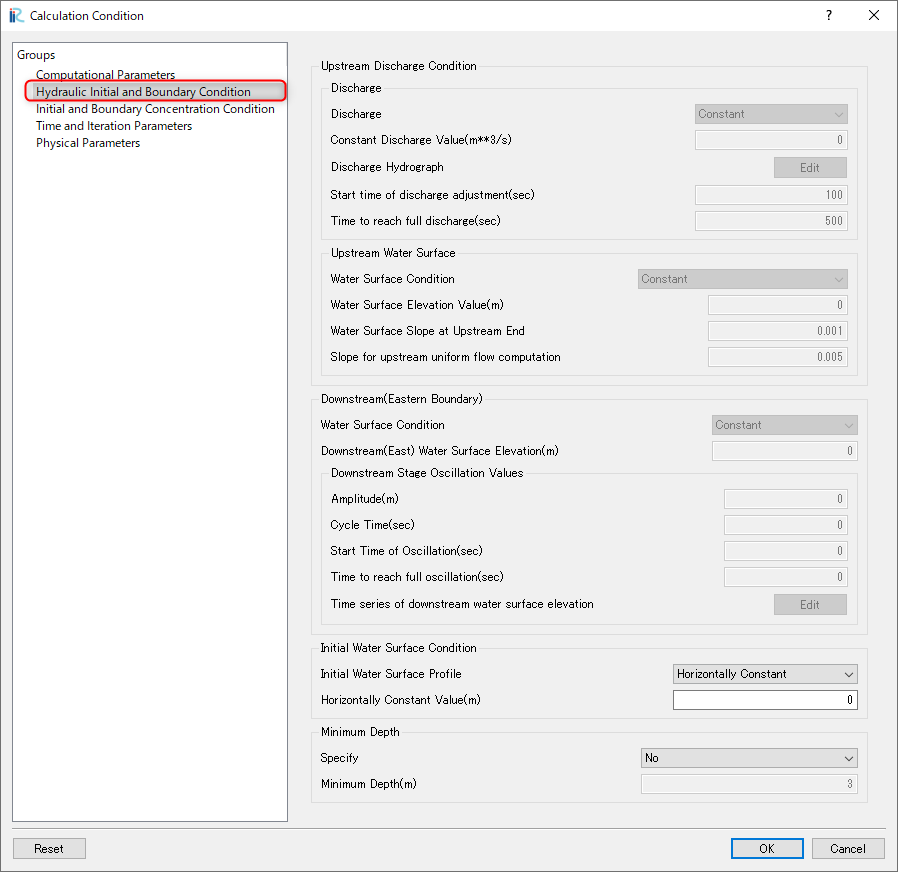 Calculation Condition
Groups
Computational Parameters
Hydraulic Initial and Boundary Condition
Initial and Boundary Concentration Condition
Time and Iteration Parameters
Physical Parameters
Upstream Discharge Condition
Discharge
Discharge Constant
Constant Discharge Value(m**3/s) 0
Discharge Hydrograph Edit
Start time of discharge adjustment(sec) 100
Time to reach full discharge(sec) 500
Upstream Water Surface
Water Surface Condition Constant
Water Surface Elevation Value(m) 0
Water Surface Slope at Upstream End 0.001
Slope for upstream uniform flow computation 0.005
Downstream(Eastern Boundary)
Water Surface Condition Constant
Downstream(East) Water Surface Elevation(m) 0
Downstream Stage Oscillation Values
Amplitude(m) 0
Cycle Time(sec) 0
Start Time of Oscillation(sec) 0
Time to reach full oscillation(sec) 0
Time series of downstream water surface elevation Edit
Initial Water Surface Condition
Initial Water Surface Profile Horizontally Constant
Horizontally Constant Value(m) 0
Minimum Depth
Specify No
Minimum Depth(m) 3
Reset OK Cancel